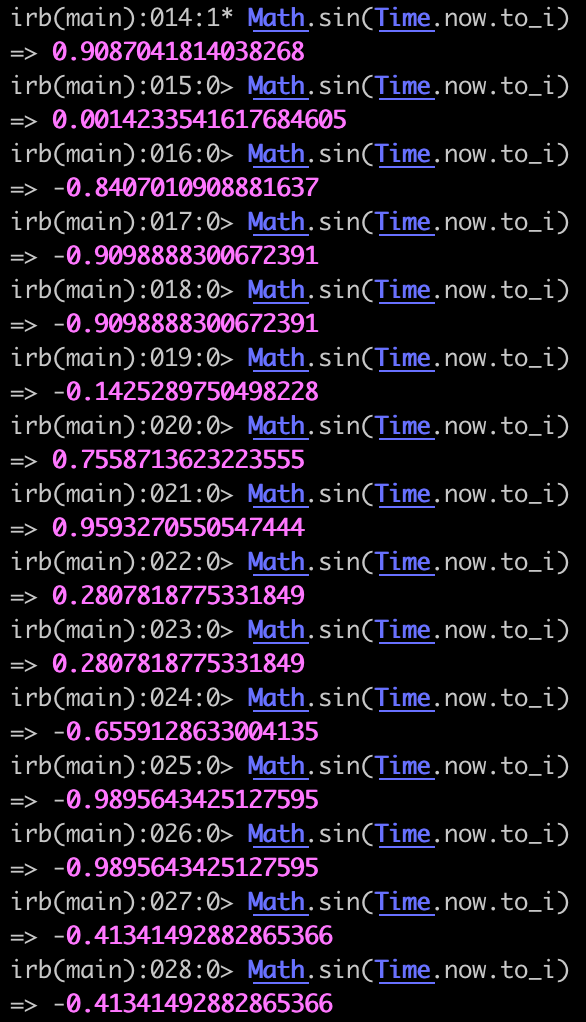 irb(main):014:1* Math.sin(Time.now.to_i)
=> 0.9087041814038268
irb(main):015:0> Math.sin(Time.now.to_i)
=> 0.0014233541617684605
irb(main):016:0> Math.sin(Time.now.to_i)
=> -0.8407010908881637
irb(main):017:0> Math.sin(Time.now.to_i)
=> -0.9098888300672391
irb(main):018:0> Math.sin(Time.now.to_i)
=> -0.9098888300672391
irb(main):019:0> Math.sin(Time.now.to_i)
=> -0.1425289750498228
irb(main):020:0> Math.sin(Time.now.to_i)
=> 0.7558713623223555
irb(main):021:0> Math.sin(Time.now.to_i)
=> 0.9593270550547444
irb(main):022:0> Math.sin(Time.now.to_i)
=> 0.2807818775331849
irb(main):023:0> Math.sin(Time.now.to_i)
=> 0.2807818775331849
irb(main):024:0> Math.sin(Time.now.to_i)
=> -0.6559128633004135
irb(main):025:0> Math.sin(Time.now.to_i)
=> -0.9895643425127595
irb(main):026:0> Math.sin(Time.now.to_i)
=> -0.9895643425127595
irb(main):027:0> Math.sin(Time.now.to_i)
=> -0.41341492882865366
irb(main):028:0> Math.sin(Time.now.to_i)
=> -0.41341492882865366